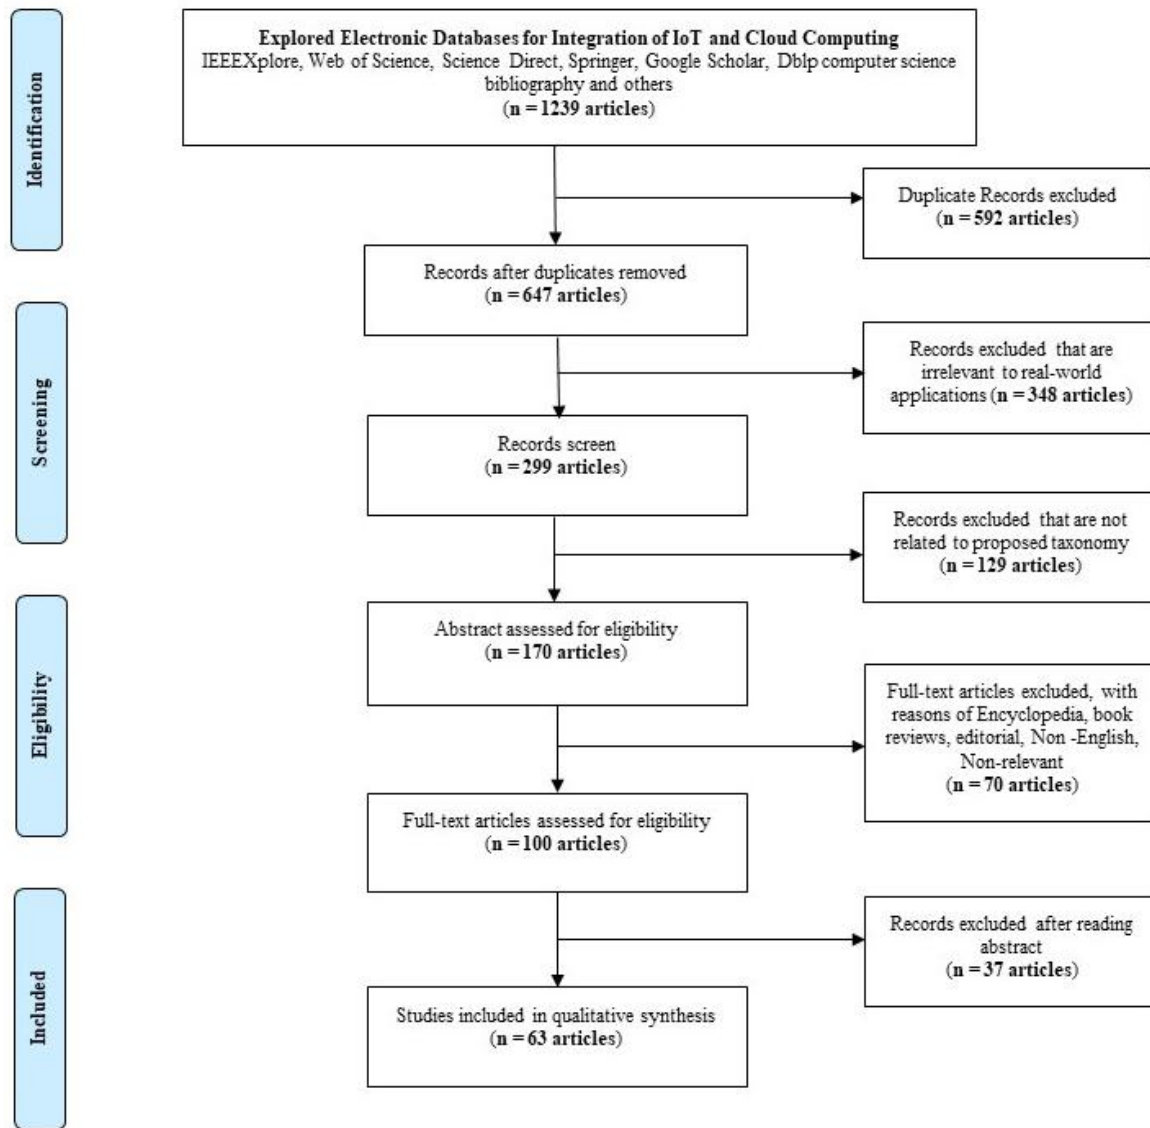 Identification
Explored Electronic Databases for Integration of IoT and Cloud Computing
IEEEXplore, Web of Science, Science Direct, Springer, Google Scholar, Dblp computer science
bibliography and others
(n = 1239 articles)
Duplicate Records excluded
(n = 592 articles)
Records after duplicates removed
(n = 647 articles)
Screening
Records excluded that are
irrelevant to real-world
applications (n = 348 articles)
Records screen
(n = 299 articles)
Records excluded that are not
related to proposed taxonomy
(n = 129 articles)
Eligibility
Abstract assessed for eligibility
(n = 170 articles)
Full-text articles excluded, with
reasons of Encyclopedia, book
reviews, editorial, Non -English,
Non-relevant
(n = 70 articles)
Full-text articles assessed for eligibility
(n = 100 articles)
Included
Records excluded after reading
abstract
(n = 37 articles)
Studies included in qualitative synthesis
(n = 63 articles)